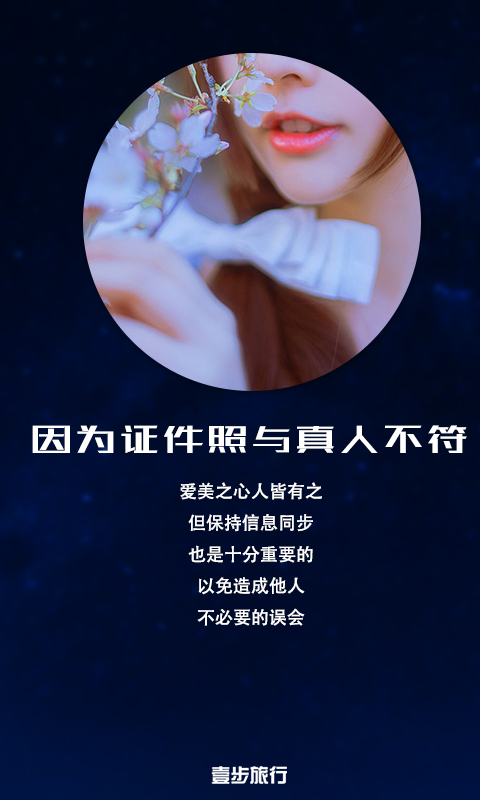 因为证件照与真人不符
爱美之心人皆有之
但保持信息同步
也是十分重要的
以免造成他人
不必要的误会
壹步旅行